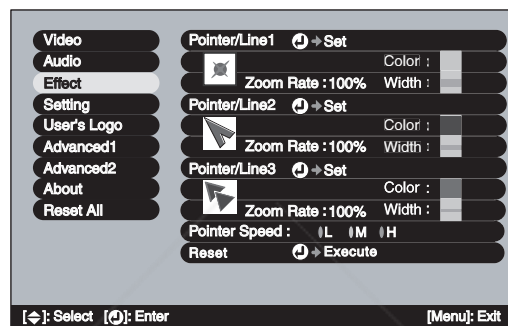 Video
Audio
Effect
Setting
User's Logo
Advanced1
Advanced2
About
Reset All
Pointer/Line1 Set
Color :
Zoom Rate : 100% Width :
Pointer/Line2 Set
Color :
Zoom Rate : 100% Width :
Pointer/Line3 Set
Color :
Zoom Rate : 100% Width :
Pointer Speed : L M H
Reset Execute
[ ]: Select [ ]: Enter [Menu]: Exit